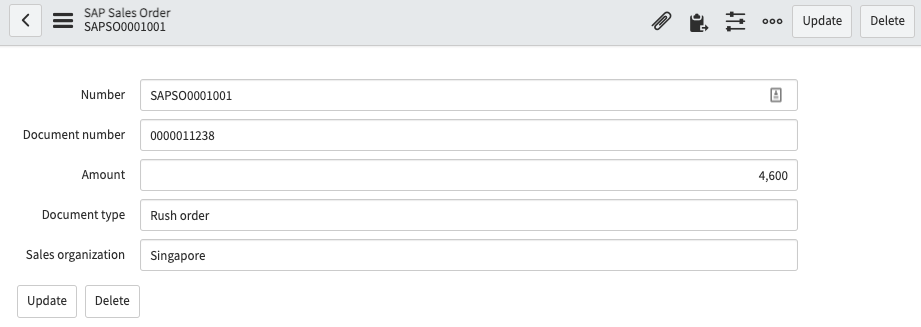 SAP Sales Order
SAPSO0001001
Update
Delete
Number
SAPSO0001001
Document number
0000011238
Amount
4,600
Document type
Rush order
Sales organization
Singapore
Update
Delete